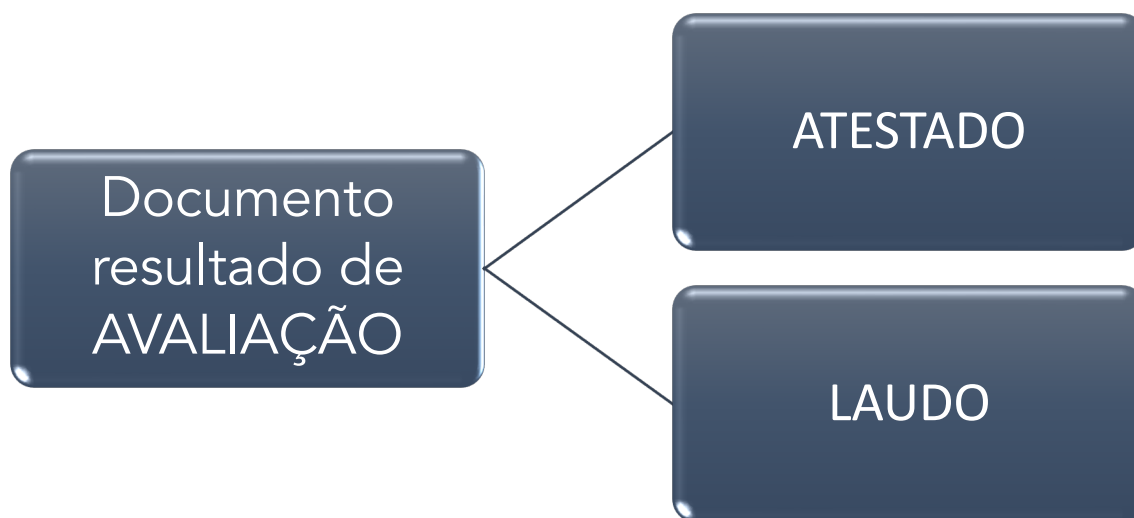 Documento
resultado de
AVALIAÇÃO
ATESTADO
LAUDO